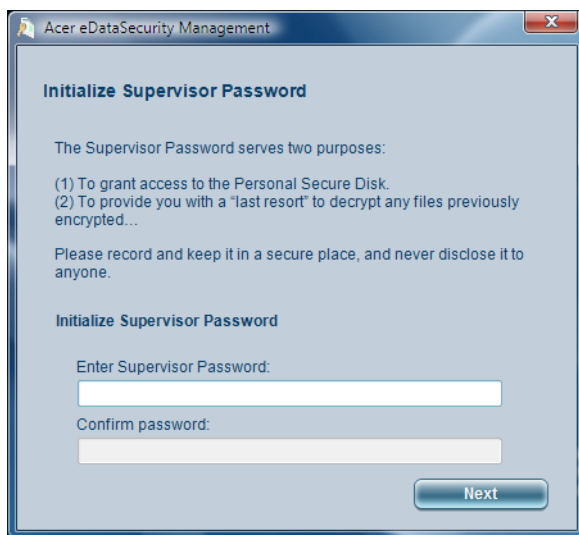 Acer eDataSecurity Management
Initialize Supervisor Password
The Supervisor Password serves two purposes:
(1) To grant access to the Personal Secure Disk.
(2) To provide you with a "last resort" to decrypt any files previously
encrypted...
Please record and keep it in a secure place, and never disclose it to
anyone.
Initialize Supervisor Password
Enter Supervisor Password:
Confirm password:
Next